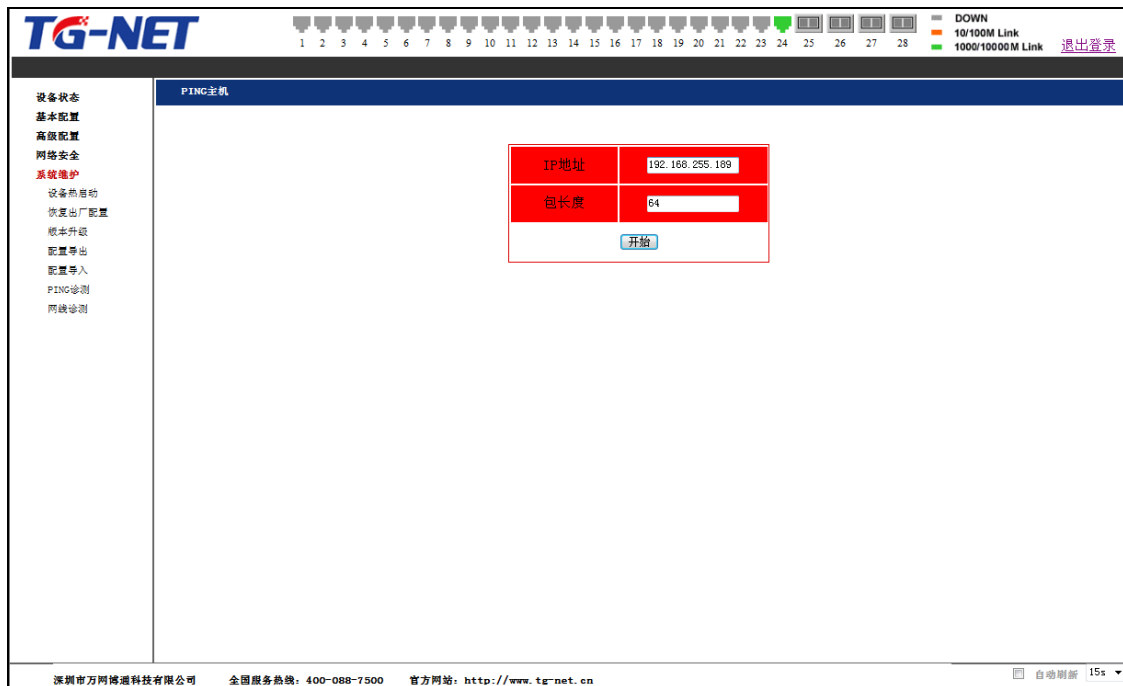 TG-NET
1 2 3 4 5 6 7 8 9 10 11 12 13 14 15 16 17 18 19 20 21 22 23 24 25 26 27 28
DOWN
10/100M Link
1000/10000M Link
退出登录
设备状态
基本配置
高级配置
网络安全
系统维护
设备热启动
恢复出厂配置
版本升级
配置导出
配置导入
PING诊测
网线诊测
PING主机
IP地址 192.168.255.189
包长度 64
开始
自动刷新 15s
深圳市万网博通科技有限公司 全国服务热线：400-088-7500 官方网站：http://www.tg-net.cn